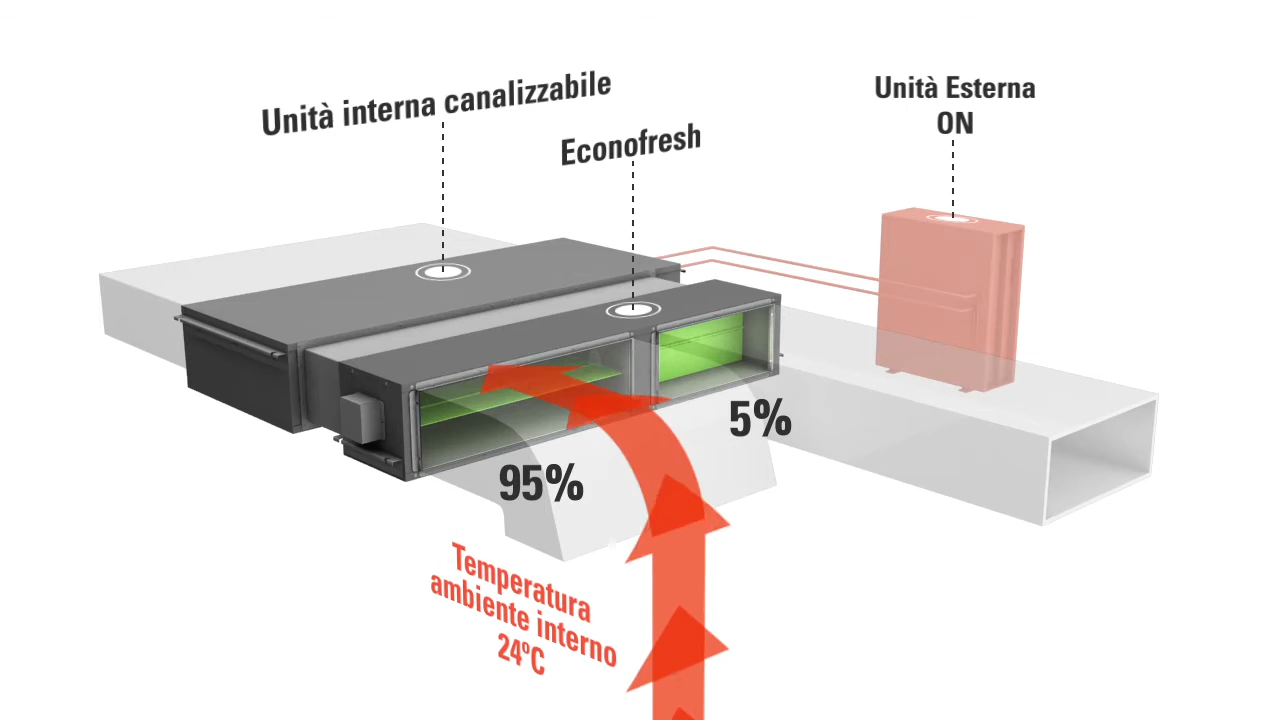 Unità interna canalizzabile
Econofresh
Unità Esterna
ON
5%
95%
Temperatura
ambiente interno
24ºC